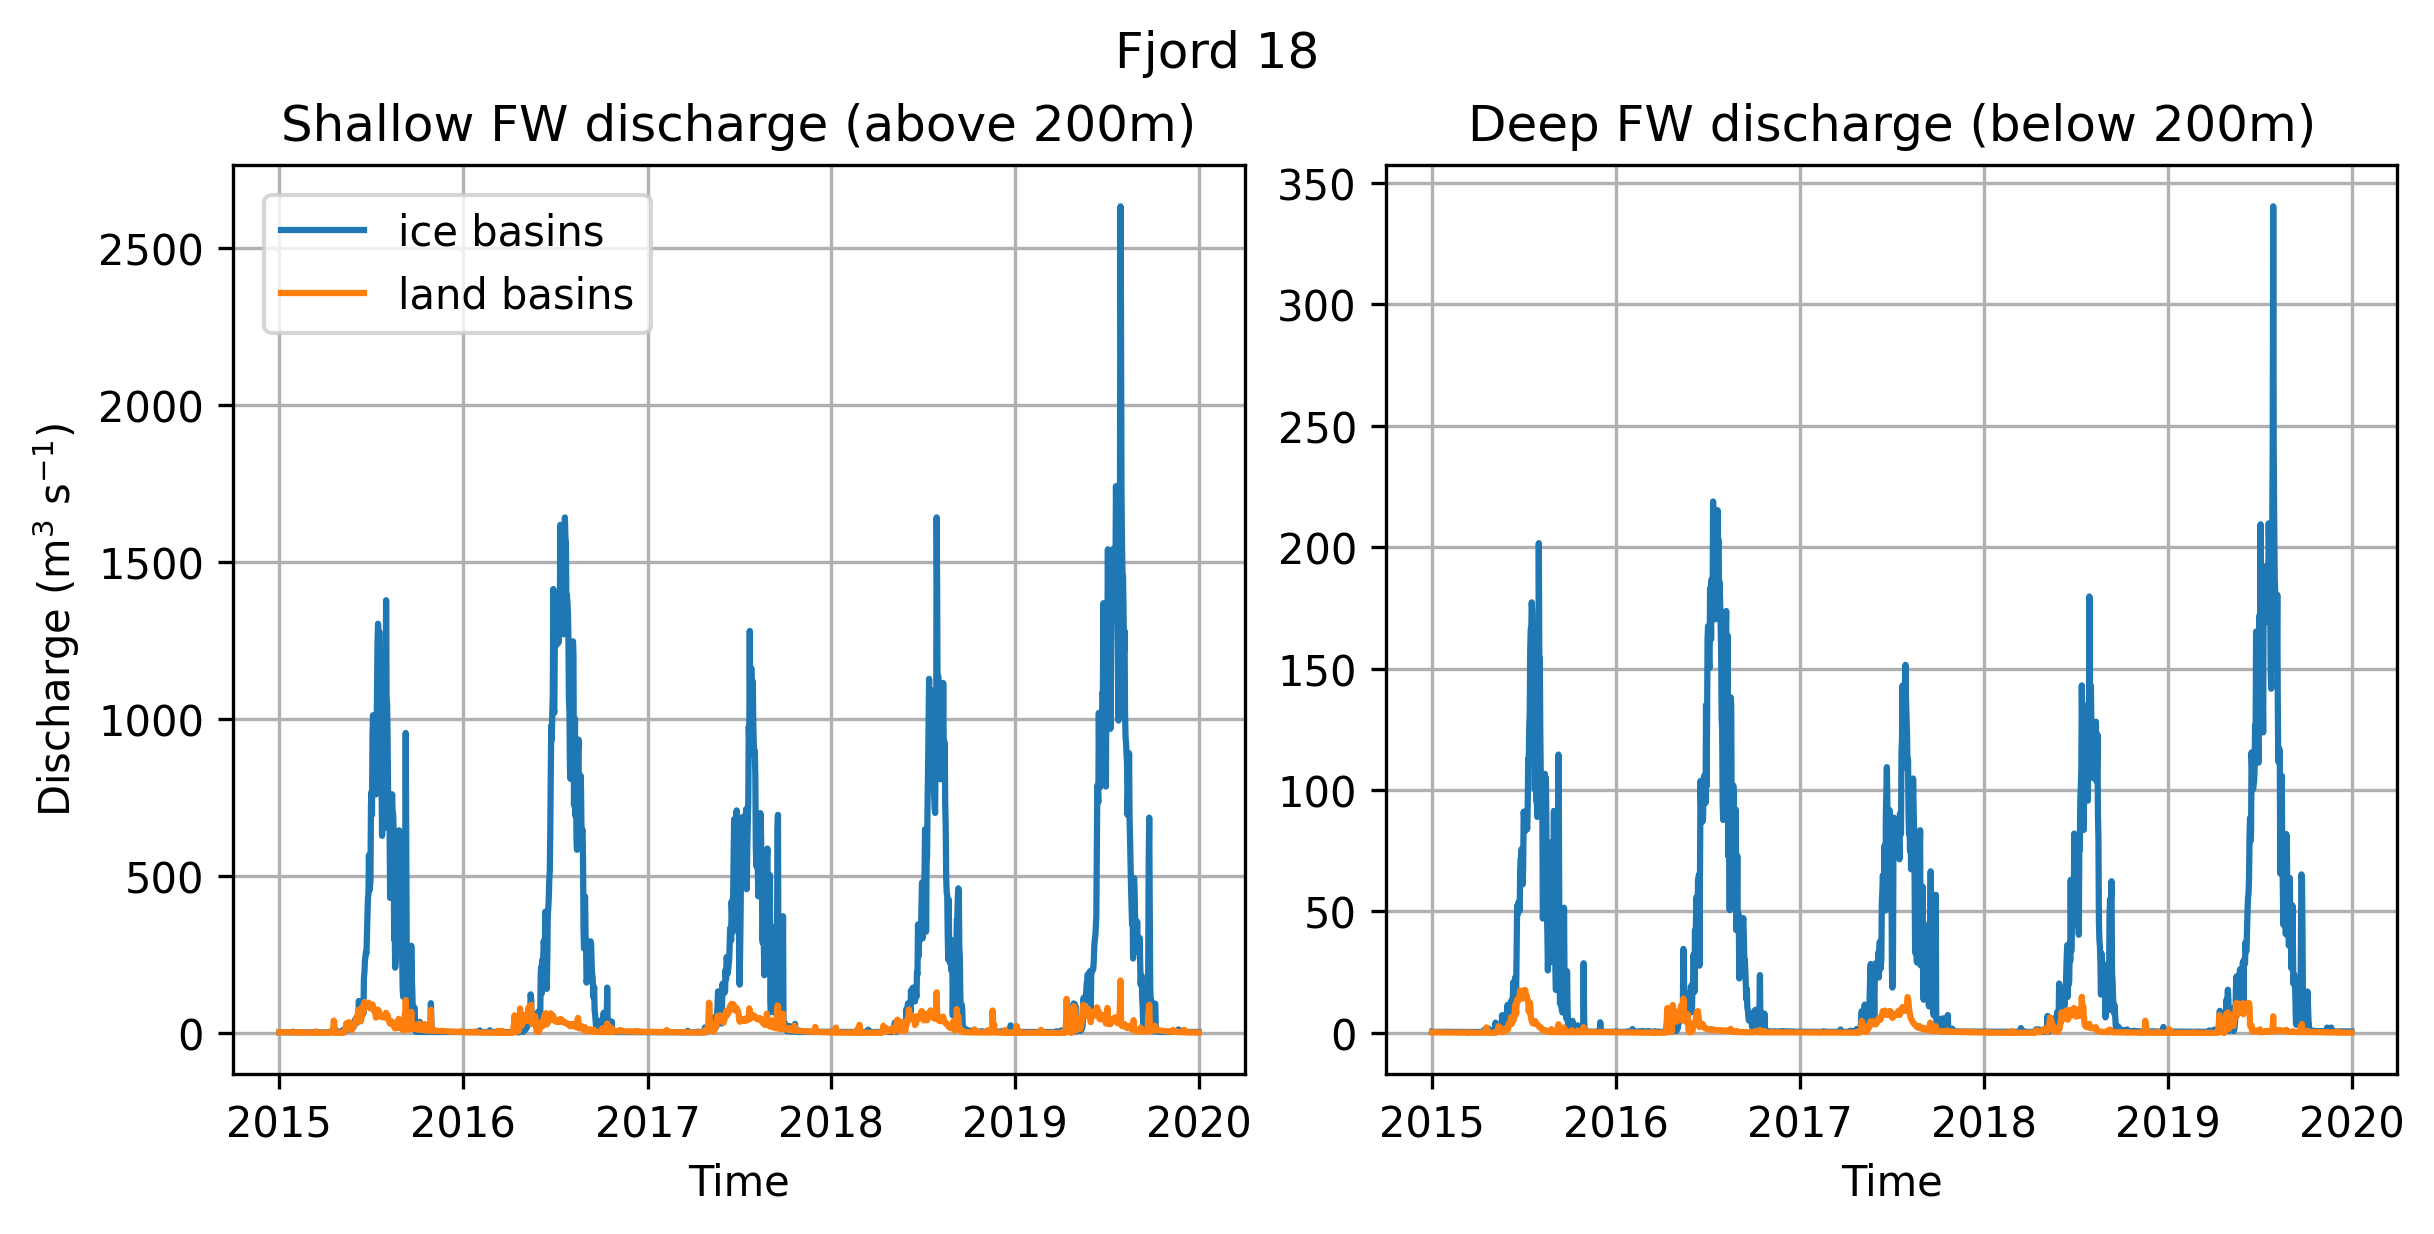 Fjord 18
Shallow FW discharge (above 200m)
Deep FW discharge (below 200m)
ice basins
land basins
Discharge (m³ s⁻¹)
2500
2000
1500
1000
500
0
350
300
250
200
150
100
50
0
2015 2016 2017 2018 2019 2020
2015 2016 2017 2018 2019 2020
Time
Time